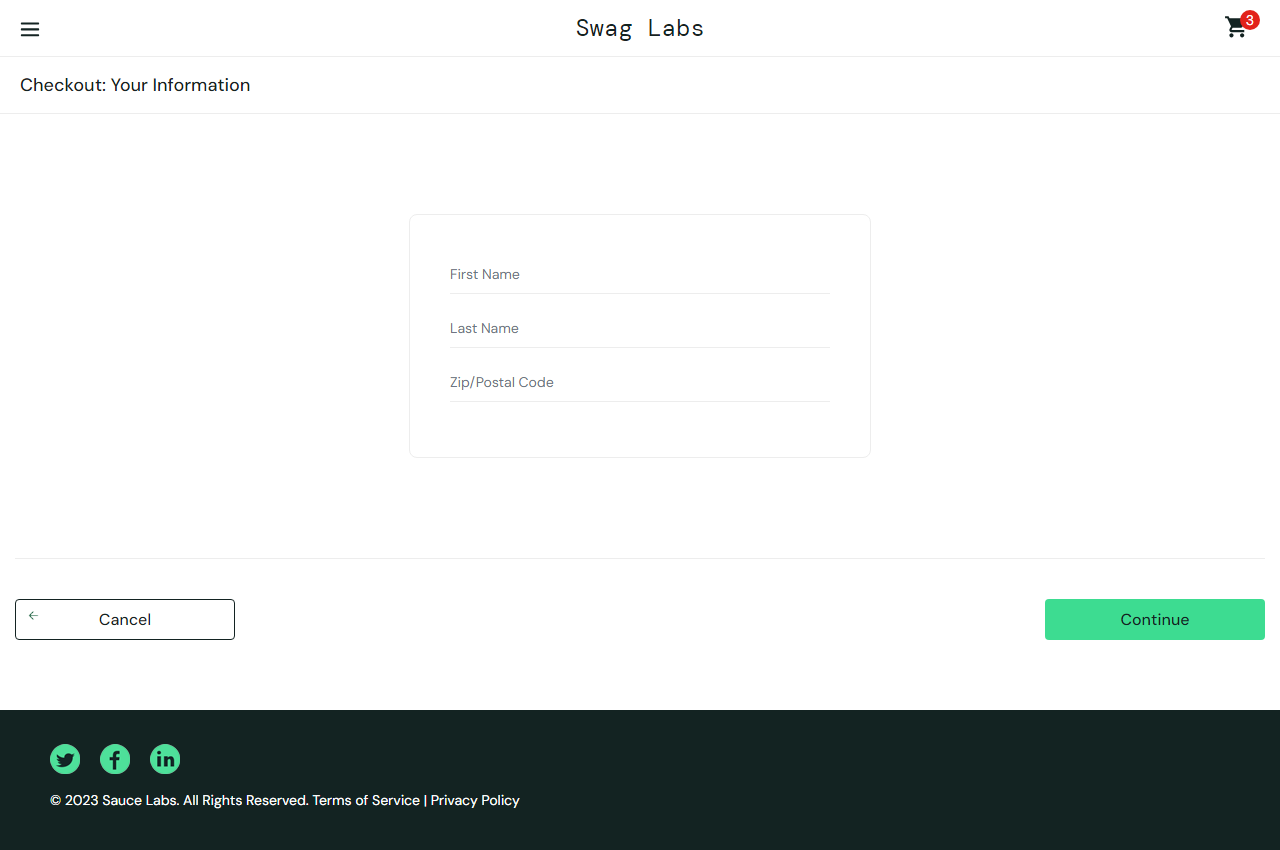 Swag Labs
3
Checkout: Your Information
First Name
Last Name
Zip/Postal Code
Cancel
Continue
© 2023 Sauce Labs. All Rights Reserved. Terms of Service | Privacy Policy